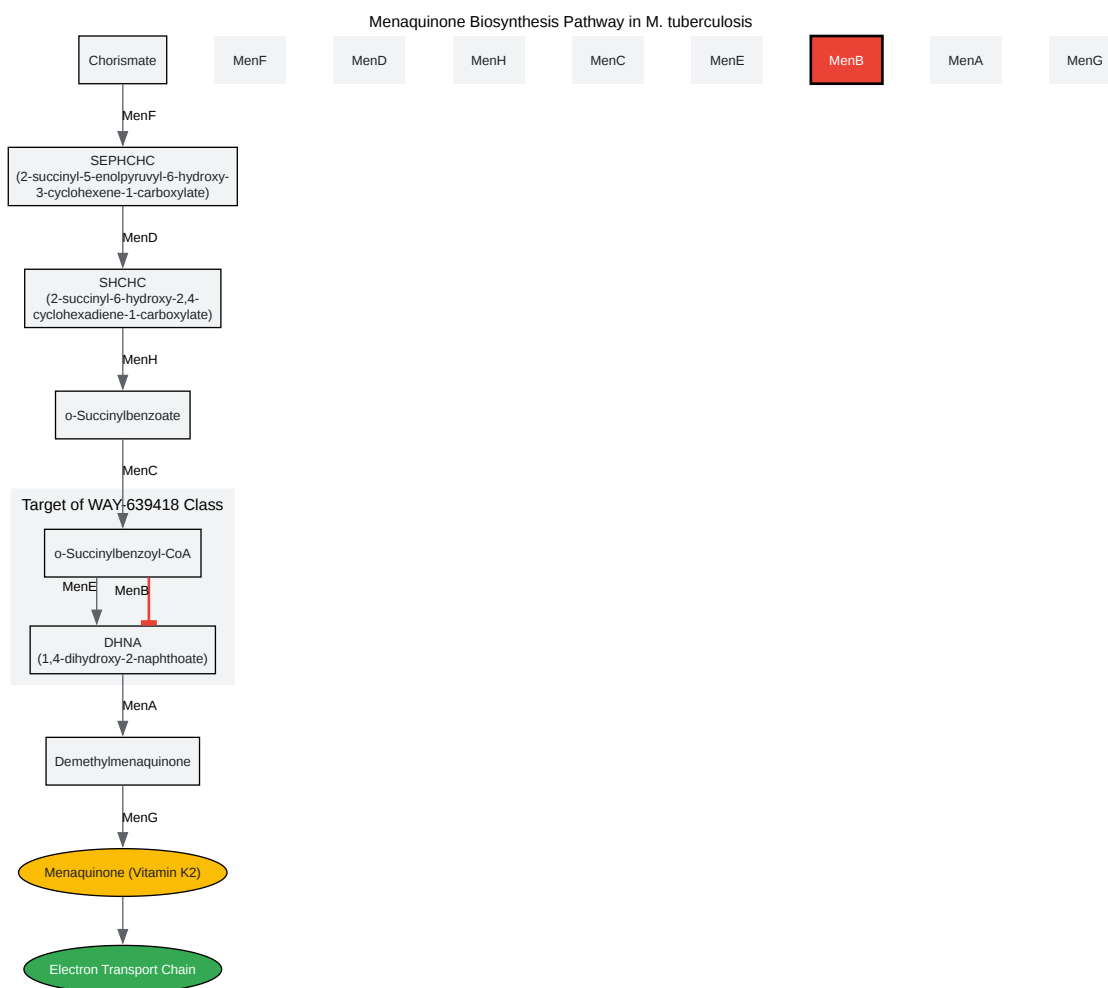 Menaquinone Biosynthesis Pathway in M. tuberculosis
Chorismate
MenF
MenD
MenH
MenC
MenE
MenB
MenA
MenG
MenF
SEPHCHC
(2-succinyl-5-enolpyruvyl-6-hydroxy-
3-cyclohexene-1-carboxylate)
MenD
SHCHC
(2-succinyl-6-hydroxy-2,4-
cyclohexadiene-1-carboxylate)
MenH
o-Succinylbenzoate
MenC
Target of WAY-639418 Class
o-Succinylbenzoyl-CoA
MenE
MenB
DHNA
(1,4-dihydroxy-2-naphthoate)
MenA
Demethylmenaquinone
MenG
Menaquinone (Vitamin K2)
Electron Transport Chain